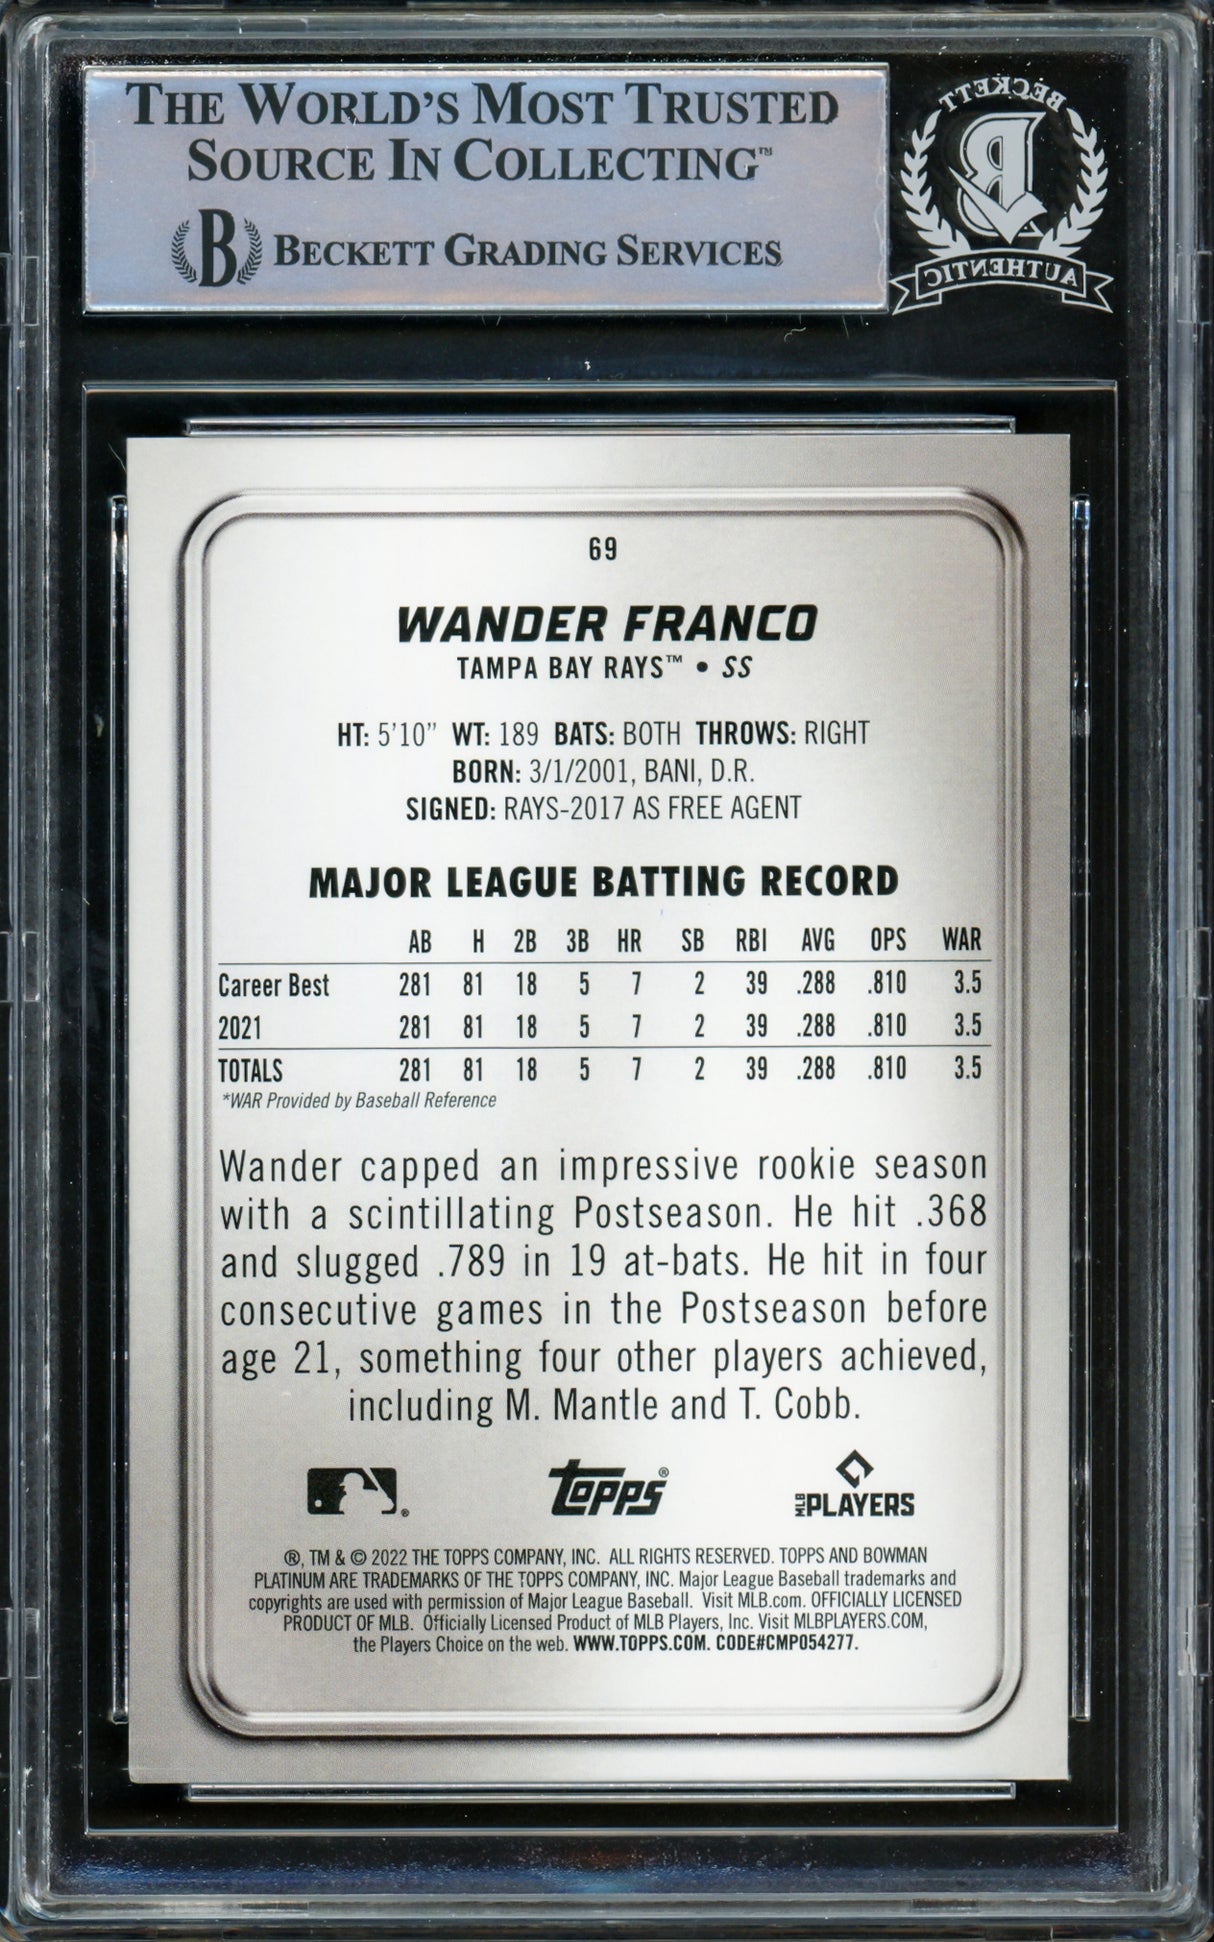 THE WORLD'S MOST TRUSTED
SOURCE IN COLLECTING™
B BECKETT GRADING SERVICES
BECKETT
B
AUTHENTIC
69
WANDER FRANCO
TAMPA BAY RAYS™ • SS
HT: 5'10" WT: 189 BATS: BOTH THROWS: RIGHT
BORN: 3/1/2001, BANI, D.R.
SIGNED: RAYS-2017 AS FREE AGENT
MAJOR LEAGUE BATTING RECORD
AB H 2B 3B HR SB RBI AVG OPS WAR
Career Best 281 81 18 5 7 2 39 .288 .810 3.5
2021 281 81 18 5 7 2 39 .288 .810 3.5
TOTALS 281 81 18 5 7 2 39 .288 .810 3.5
*WAR Provided by Baseball Reference
Wander capped an impressive rookie season
with a scintillating Postseason. He hit .368
and slugged .789 in 19 at-bats. He hit in four
consecutive games in the Postseason before
age 21, something four other players achieved,
including M. Mantle and T. Cobb.
topps® MLB PLAYERS
®, TM & © 2022 THE TOPPS COMPANY, INC. ALL RIGHTS RESERVED. TOPPS AND BOWMAN
PLATINUM ARE TRADEMARKS OF THE TOPPS COMPANY, INC. Major League Baseball trademarks and
copyrights are used with permission of Major League Baseball. Visit MLB.com. OFFICIALLY LICENSED
PRODUCT OF MLB. Officially Licensed Product of MLB Players, Inc. Visit MLBPLAYERS.COM,
the Players Choice on the web. WWW.TOPPS.COM. CODE#CMP054277.